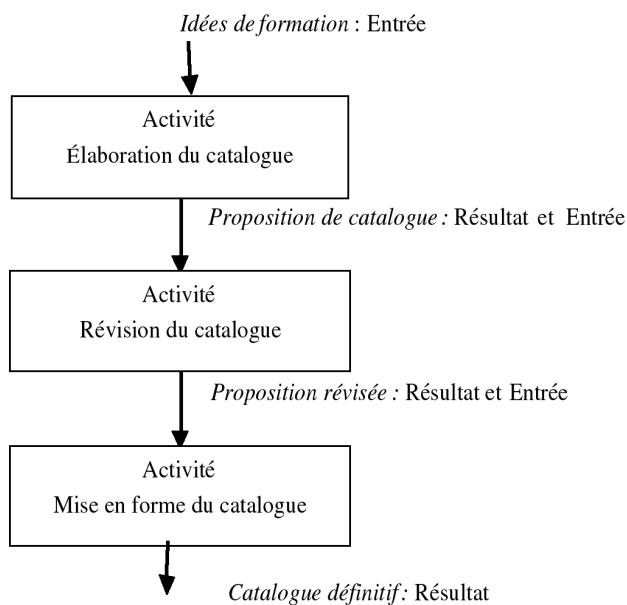 Idées de formation : Entrée
Activité
Élaboration du catalogue
Proposition de catalogue : Résultat et Entrée
Activité
Révision du catalogue
Proposition révisée : Résultat et Entrée
Activité
Mise en forme du catalogue
Catalogue définitif : Résultat